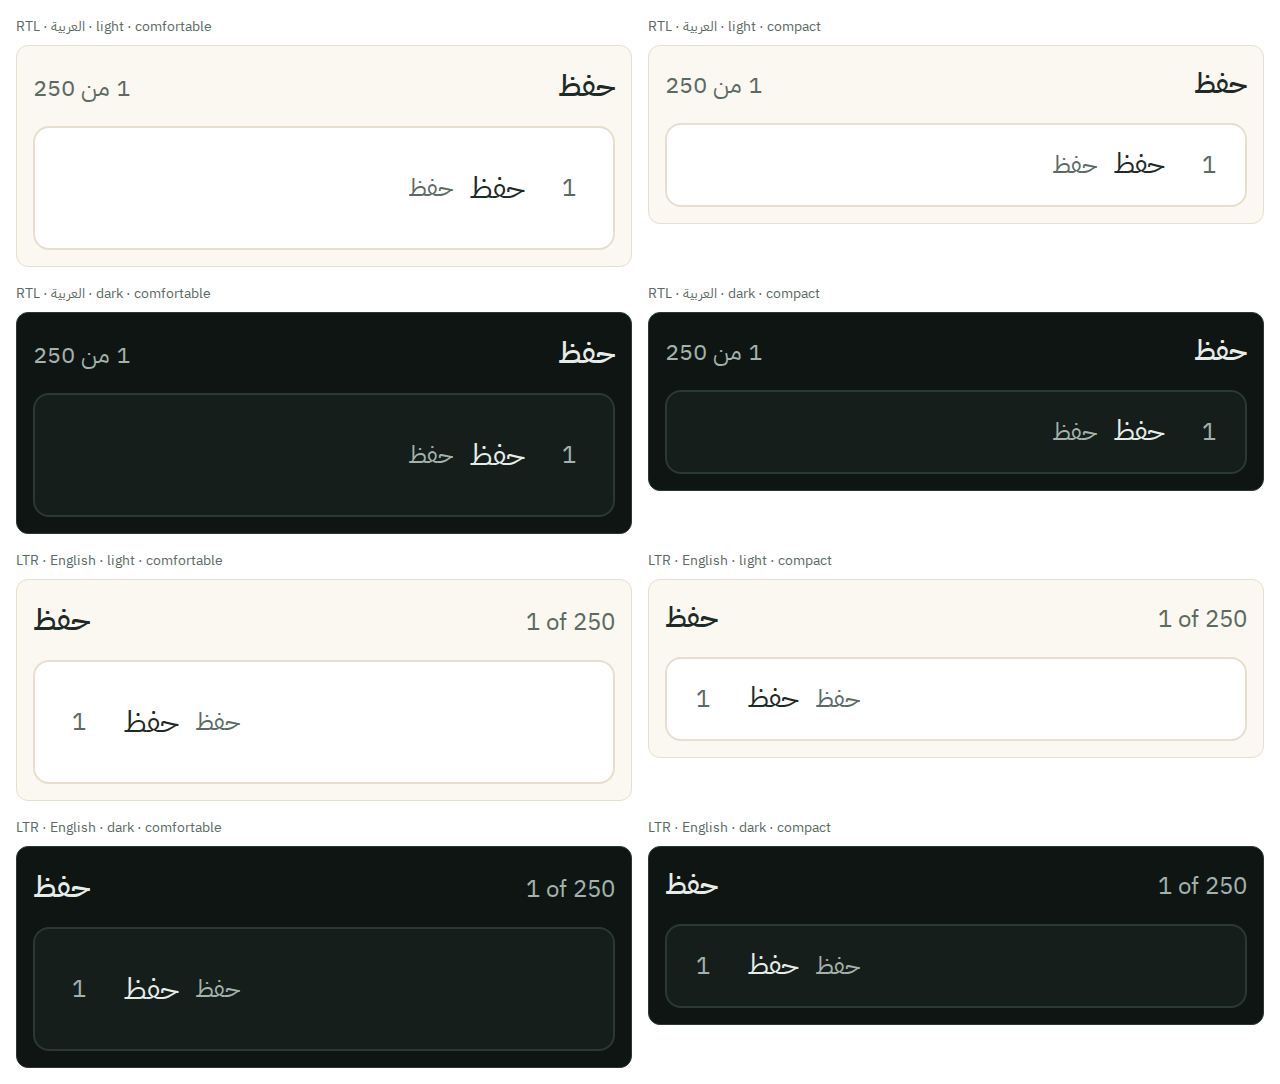 RTL · العربية · light · comfortable
حفظ
1 من 250
1 حفظ حفظ
RTL · العربية · light · compact
حفظ
1 من 250
1 حفظ حفظ
RTL · العربية · dark · comfortable
حفظ
1 من 250
1 حفظ حفظ
RTL · العربية · dark · compact
حفظ
1 من 250
1 حفظ حفظ
LTR · English · light · comfortable
حفظ
1 of 250
1 حفظ حفظ
LTR · English · light · compact
حفظ
1 of 250
1 حفظ حفظ
LTR · English · dark · comfortable
حفظ
1 of 250
1 حفظ حفظ
LTR · English · dark · compact
حفظ
1 of 250
1 حفظ حفظ